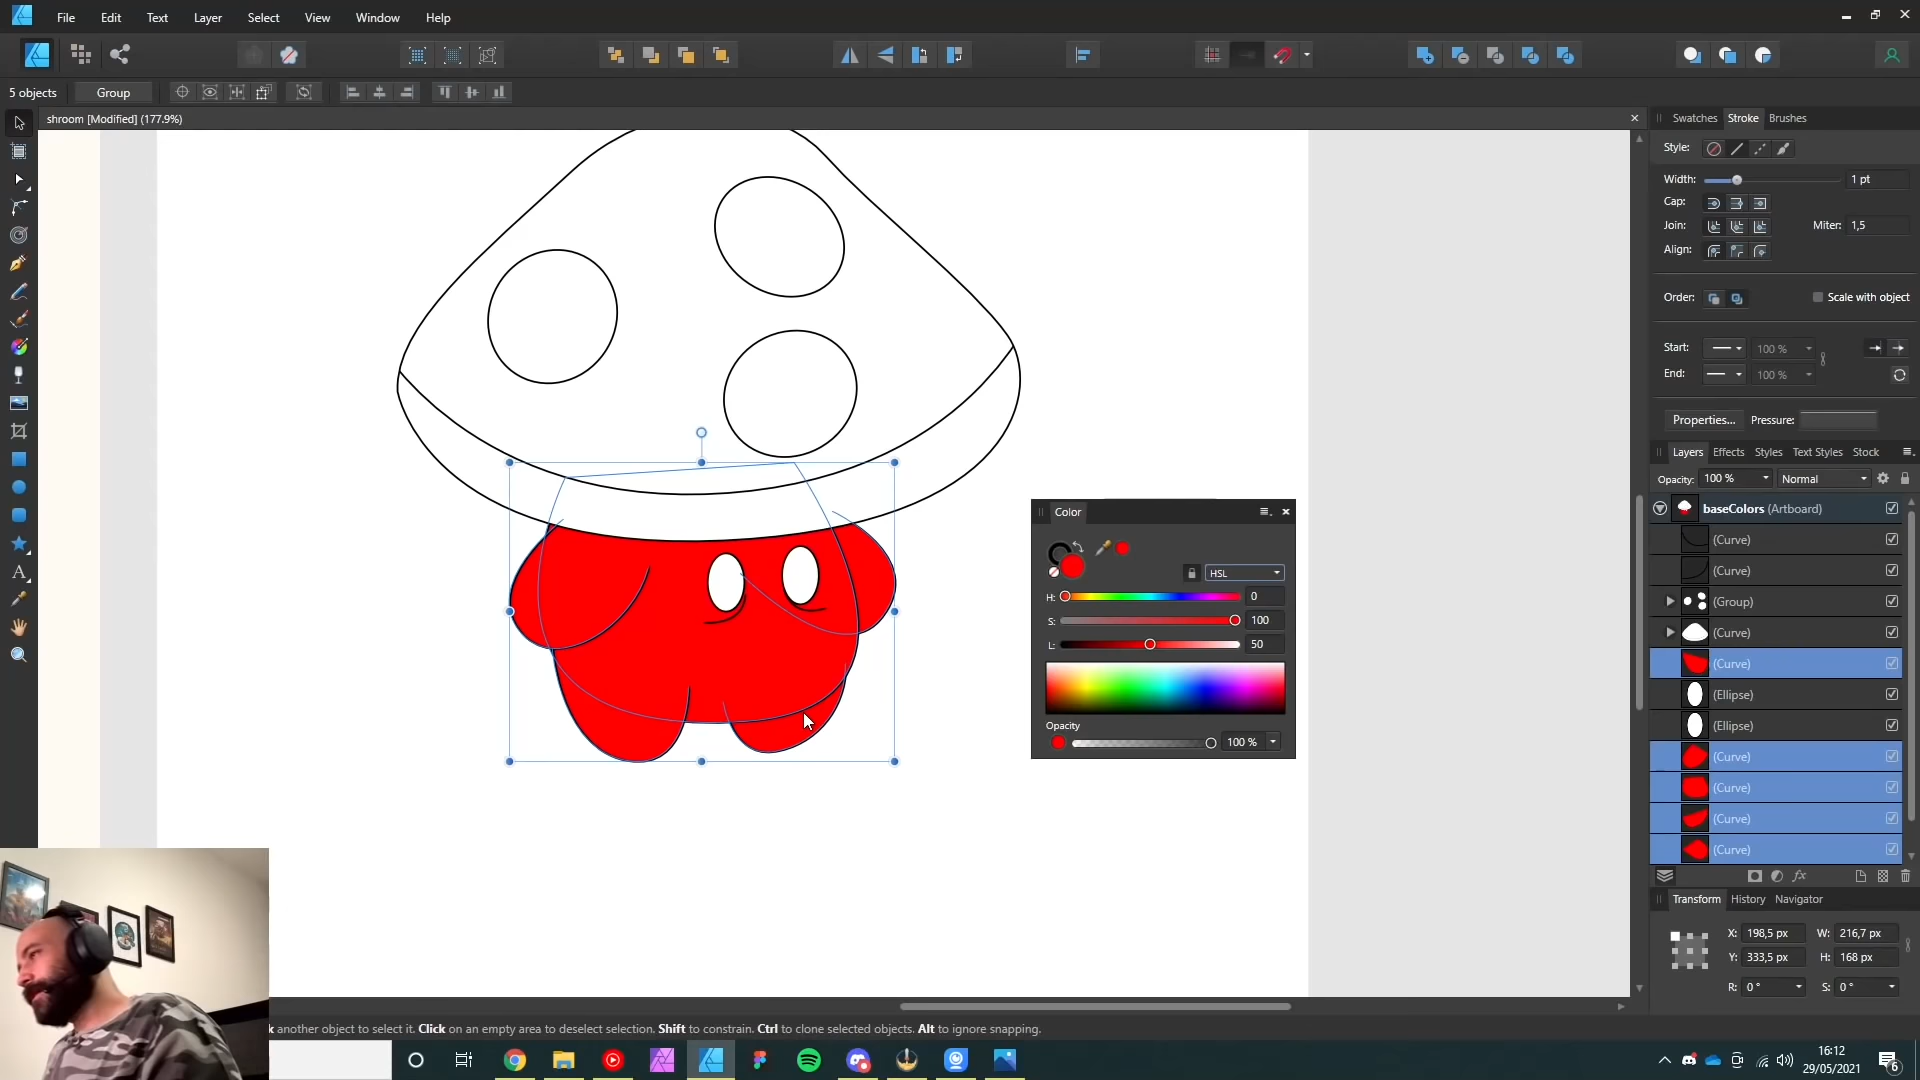 File Edit Text Layer Select View Window Help
5 objects Group
shroom [Modified] (177.9%)
Swatches Stroke Brushes
Style:
Width: 1 pt
Cap:
Join: Miter: 1,5
Align:
Order: Scale with object
Start: 100 %
End: 100 %
Properties... Pressure:
Layers Effects Styles Text Styles Stock
Opacity: 100 % Normal
baseColors (Artboard)
(Curve)
(Curve)
(Group)
(Curve)
(Curve)
(Ellipse)
(Ellipse)
(Curve)
(Curve)
(Curve)
(Curve)
Color
HSL
H: 0
S: 100
L: 50
Opacity
100 %
Transform History Navigator
X: 198,5 px W: 216,7 px
Y: 333,5 px H: 168 px
R: 0 ° S: 0 °
another object to select it. Click on an empty area to deselect selection. Shift to constrain. Ctrl to clone selected objects. Alt to ignore snapping.
16:12
29/05/2021
6